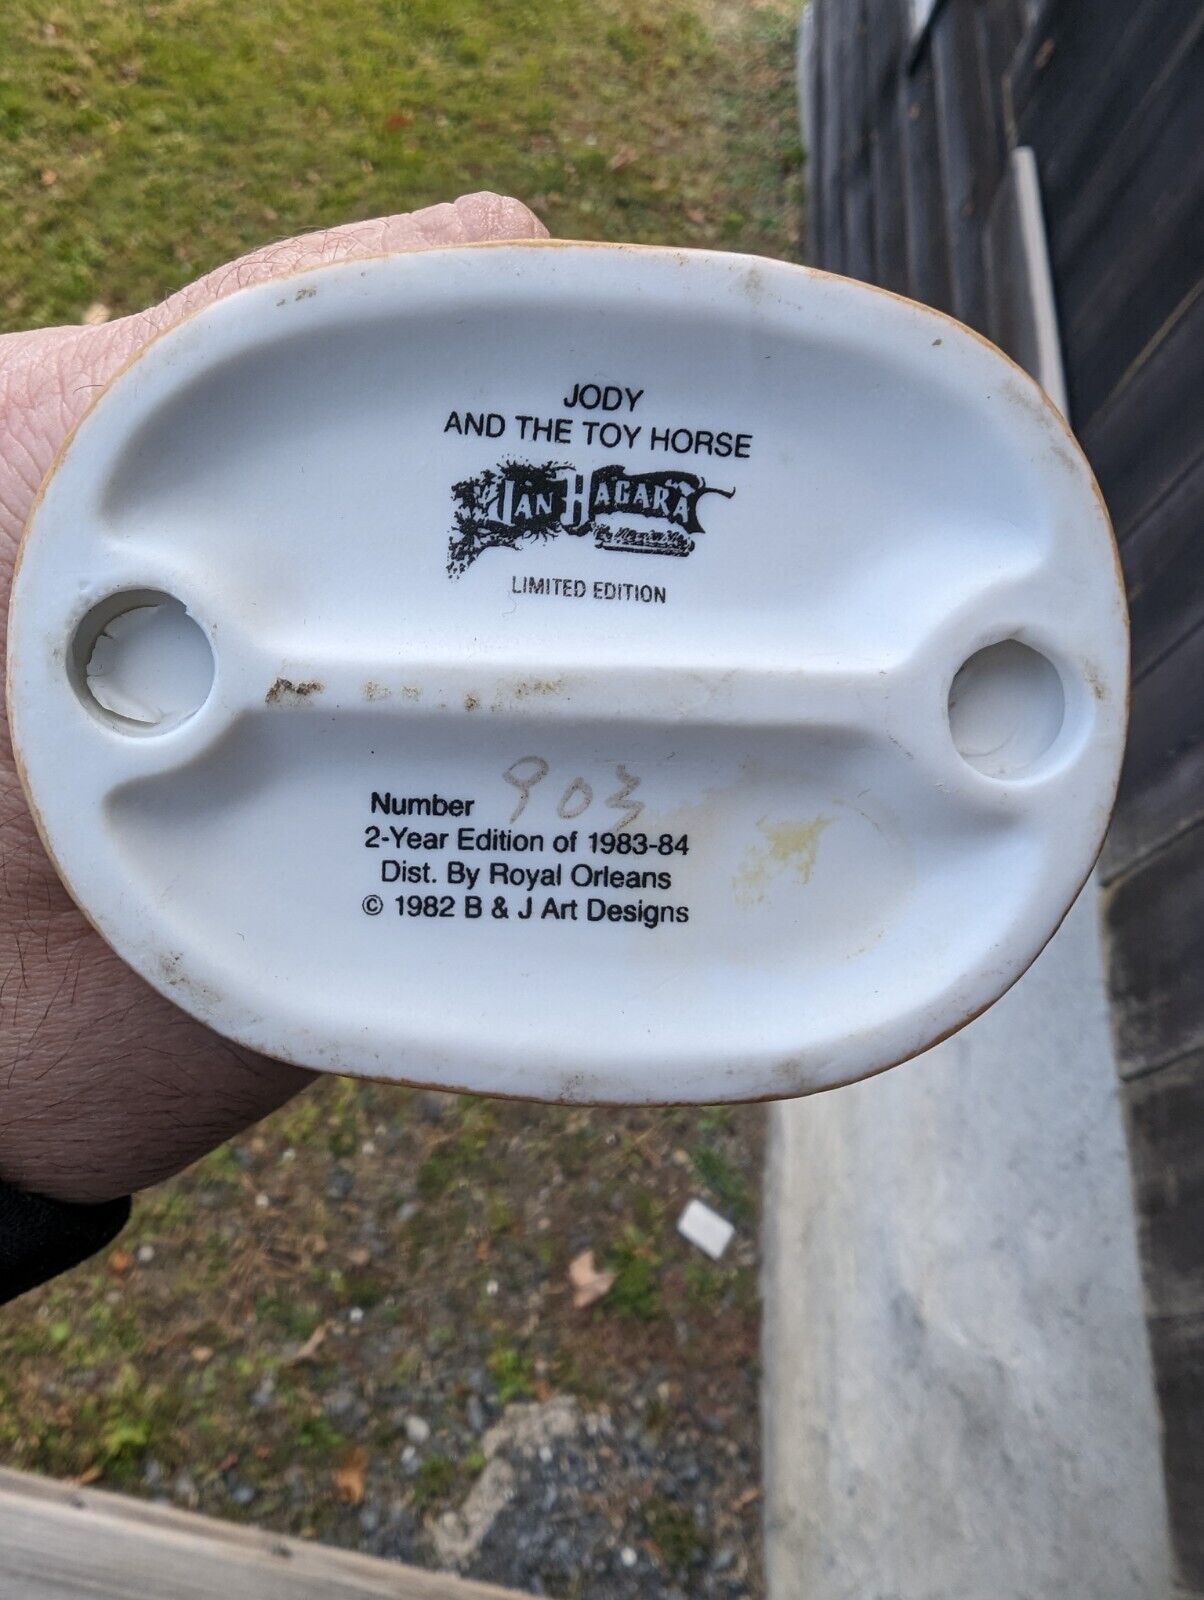 JODY
AND THE TOY HORSE
JAN HAGARA
LIMITED EDITION
Number 903
2-Year Edition of 1983-84
Dist. By Royal Orleans
© 1982 B & J Art Designs